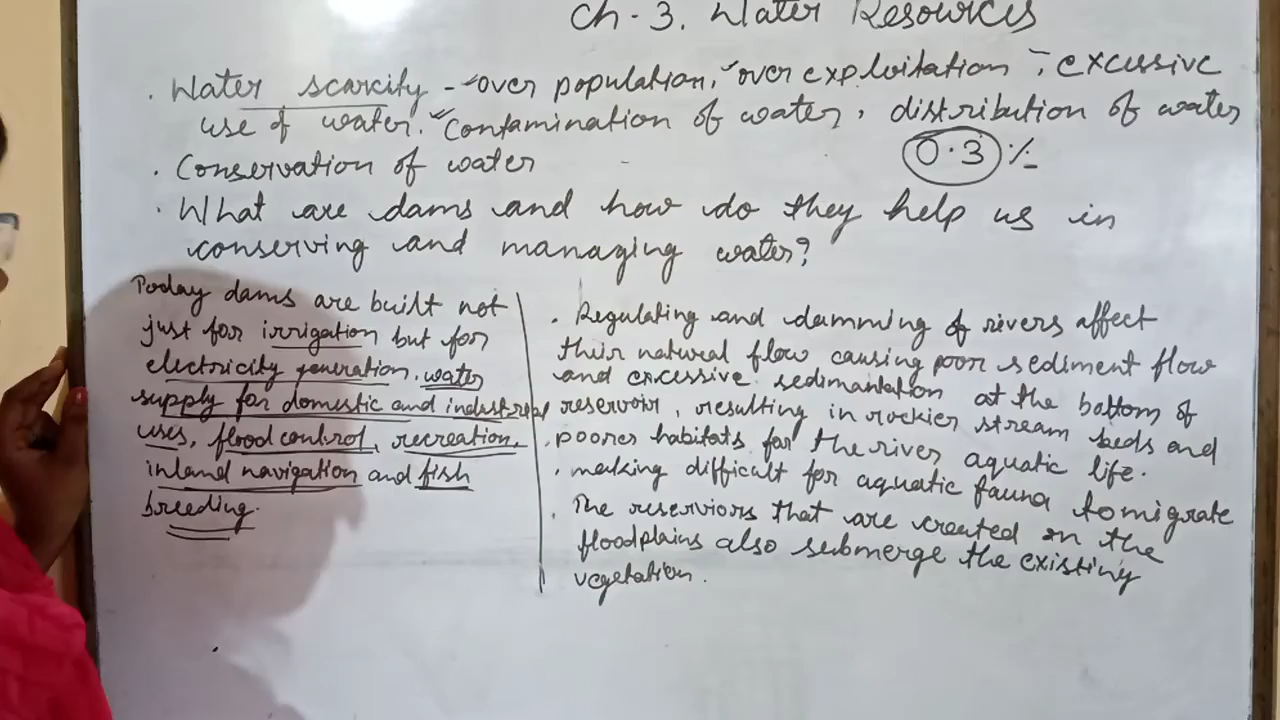 Ch - 3. Water Resources
. Water scarcity - over population, over exploitation, excessive
use of water. Contamination of water, distribution of water
. Conservation of water 0.3 %
. What are dams and how do they help us in
conserving and managing water?
Today dams are built not
just for irrigation but for
electricity generation, water
supply for domestic and industrial
uses, flood control, recreation,
inland navigation and fish
breeding.
. Regulating and damming of rivers affect
their natural flow causing poor sediment flow
and excessive sedimantation at the bottom of
reservoir, resulting in rockier stream beds and
. poorer habitats for the river aquatic life.
. making difficult for aquatic fauna to migrate
. The reserviors that are created on the
floodplains also submerge the existing
vegetation.